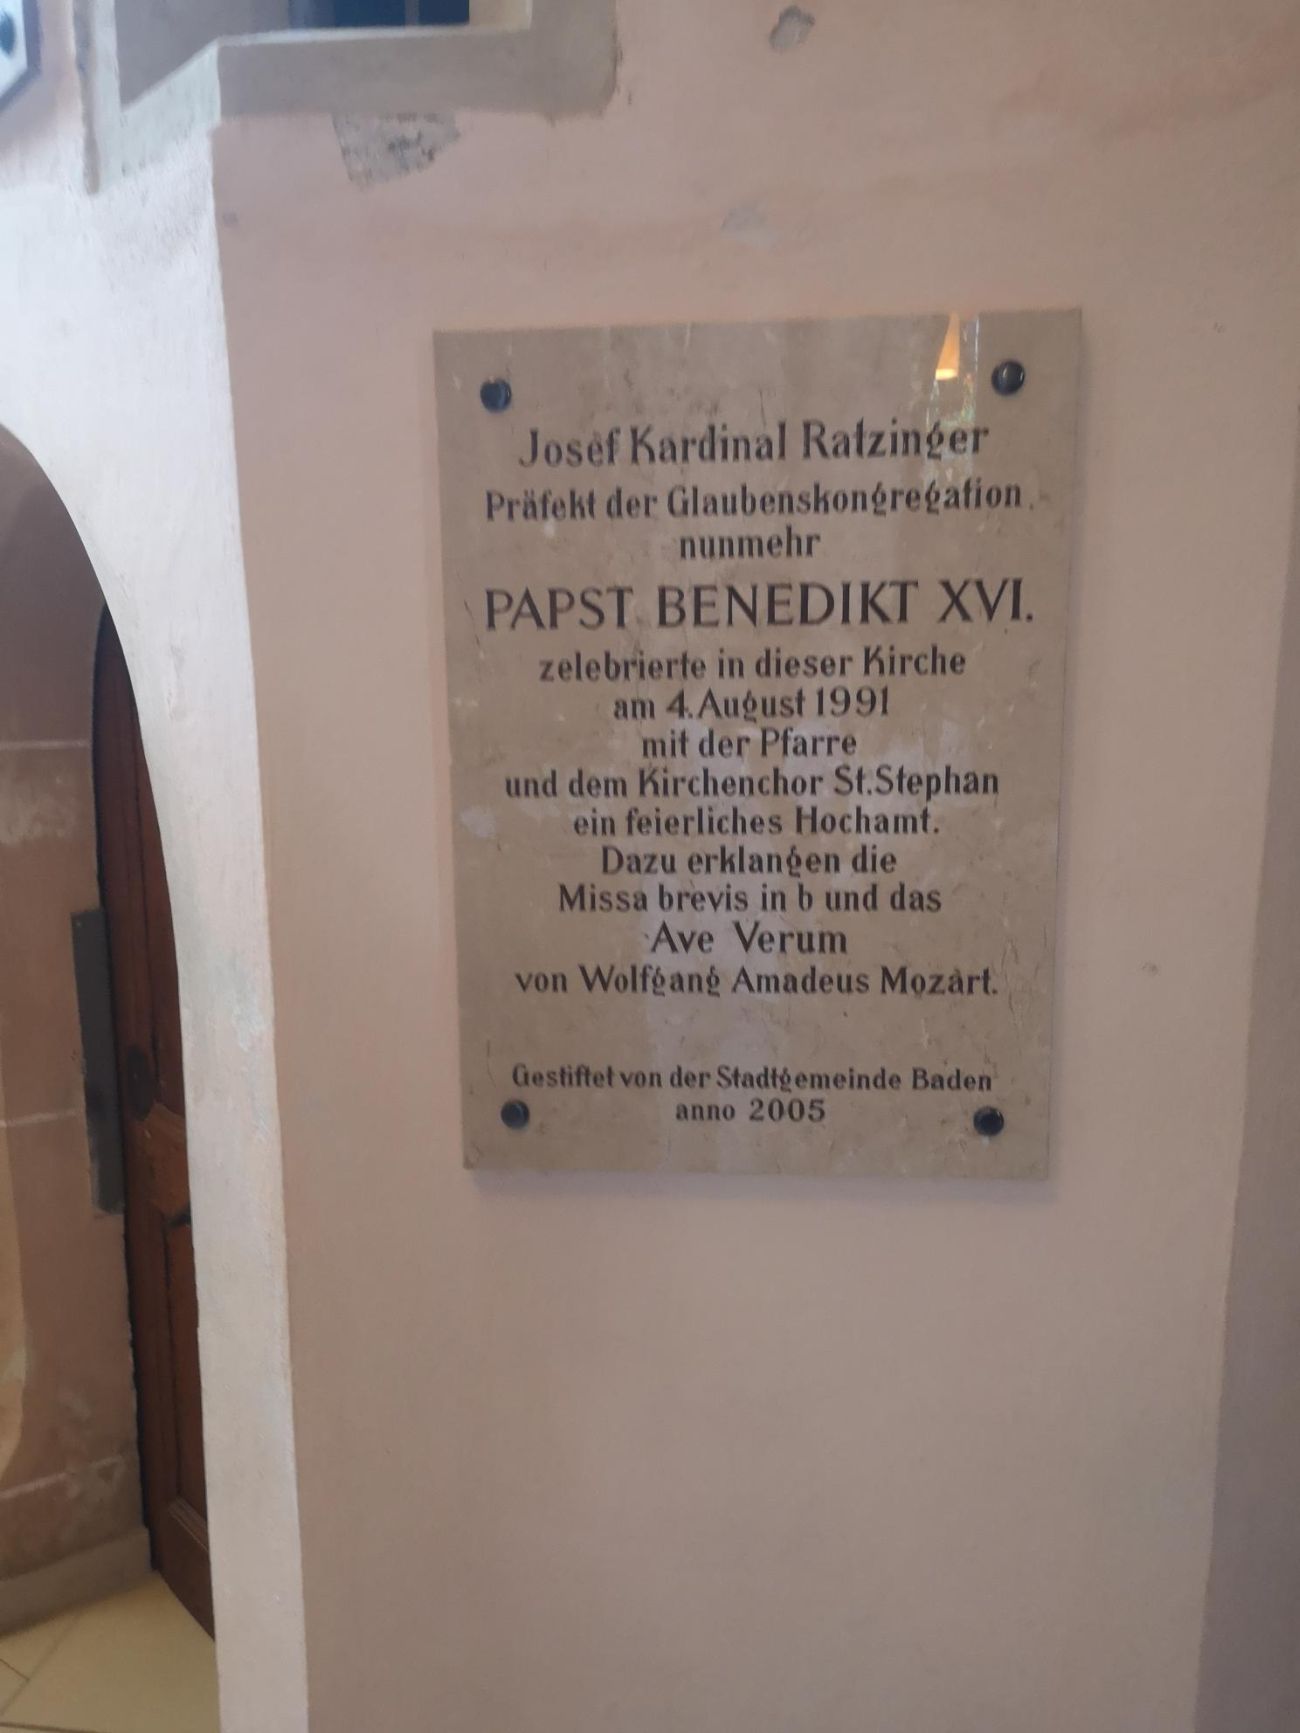 Josef Kardinal Ratzinger
Präfekt der Glaubenskongregation
nunmehr
PAPST BENEDIKT XVI.
zelebrierte in dieser Kirche
am 4. August 1991
mit der Pfarre
und dem Kirchenchor St. Stephan
ein feierliches Hochamt.
Dazu erklangen die
Missa brevis in b und das
Ave Verum
von Wolfgang Amadeus Mozart.
Gestiftet von der Stadtgemeinde Baden
anno 2005